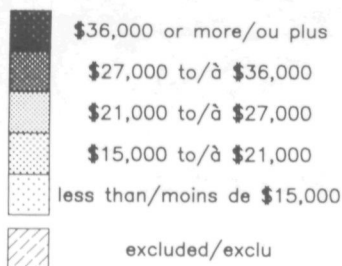 $36,000 or more/ou plus
$27,000 to/à $36,000
$21,000 to/à $27,000
$15,000 to/à $21,000
less than/moins de $15,000
excluded/exclu